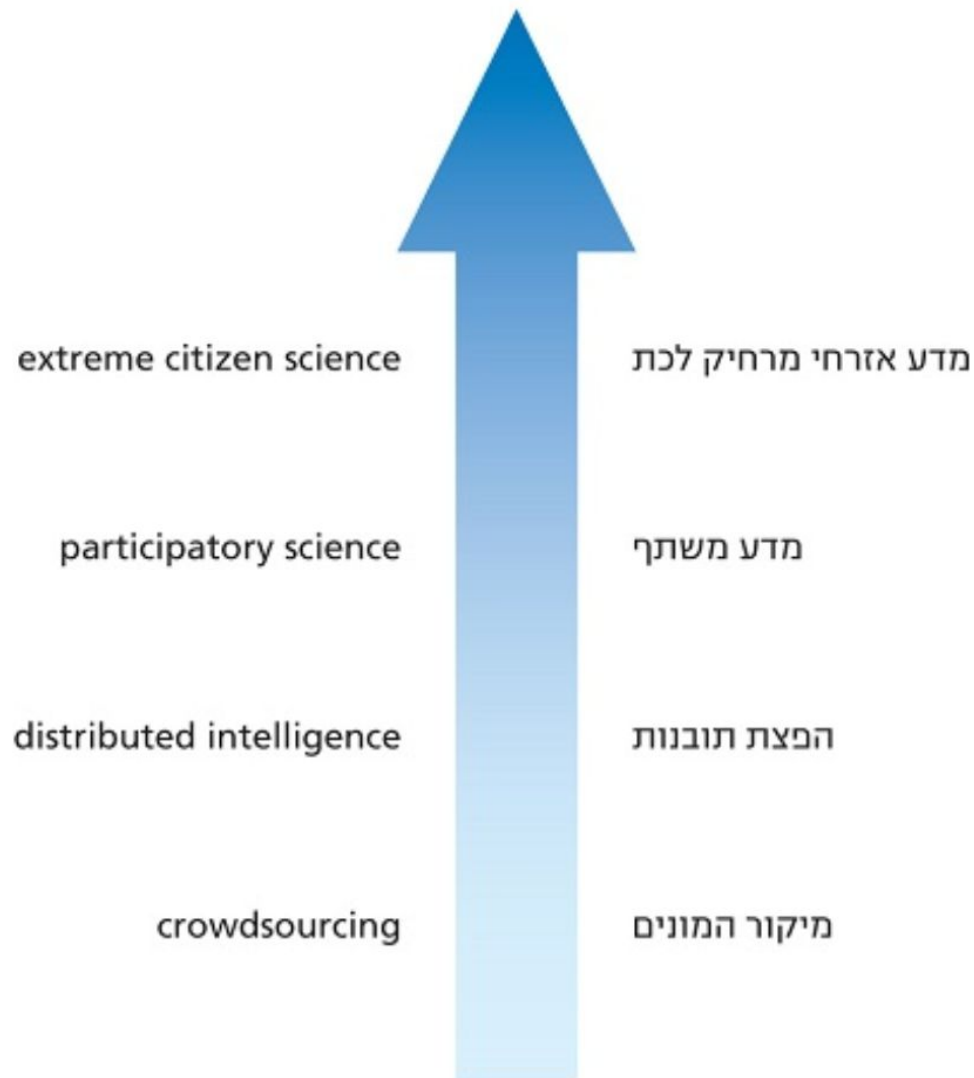 extreme citizen science
מדע אזרחי מרחיק לכת
participatory science
מדע משתף
distributed intelligence
הפצת תובנות
crowdsourcing
מיקור המונים